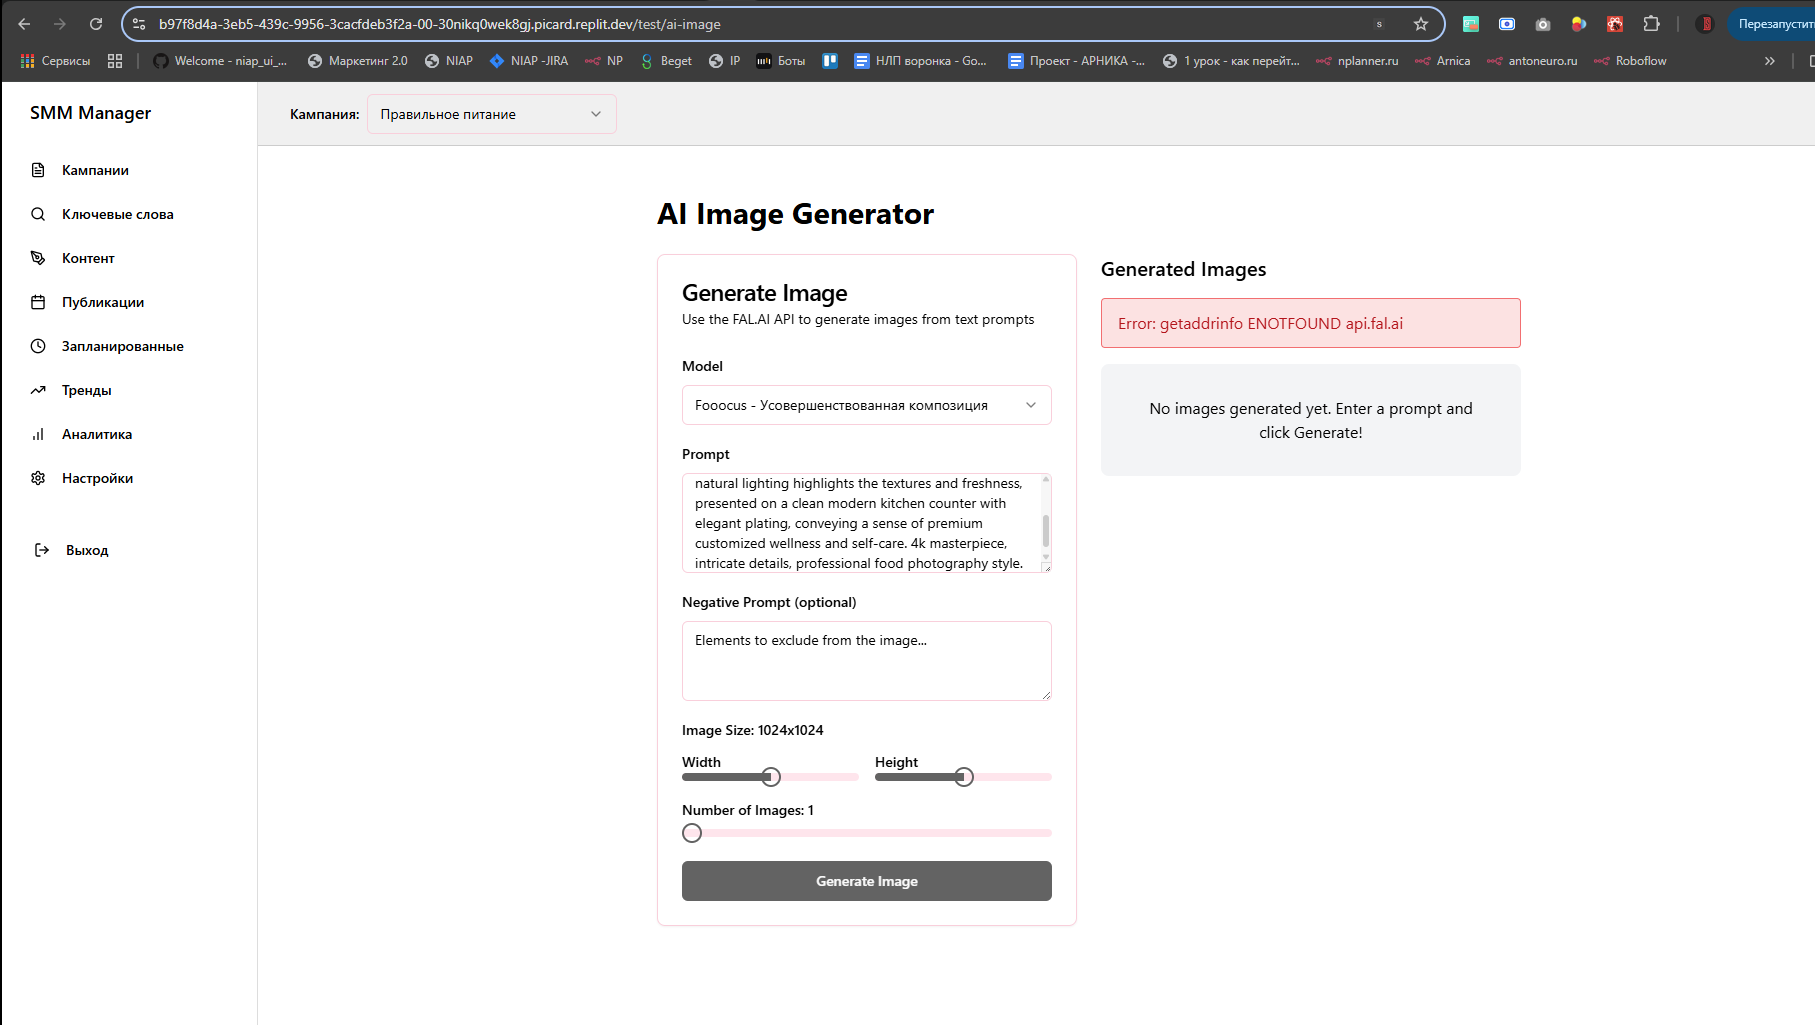 b97f8d4a-3eb5-439c-9956-3cacfdeb3f2a-00-30nikq0wek8gj.picard.replit.dev/test/ai-image
Перезапустить
Сервисы
Welcome - niap_ui_...
Маркетинг 2.0
NIAP
NIAP -JIRA
NP
Beget
IP
Боты
НЛП воронка - Go...
Проект - АРНИКА -...
1 урок - как перейт...
nplanner.ru
Arnica
antoneuro.ru
Roboflow
SMM Manager
Кампания:
Правильное питание
Кампании
Ключевые слова
Контент
Публикации
Запланированные
Тренды
Аналитика
Настройки
Выход
AI Image Generator
Generate Image
Use the FAL.AI API to generate images from text prompts
Model
Fooocus - Усовершенствованная композиция
Prompt
natural lighting highlights the textures and freshness,
presented on a clean modern kitchen counter with
elegant plating, conveying a sense of premium
customized wellness and self-care. 4k masterpiece,
intricate details, professional food photography style.
Negative Prompt (optional)
Elements to exclude from the image...
Image Size: 1024x1024
Width
Height
Number of Images: 1
Generate Image
Generated Images
Error: getaddrinfo ENOTFOUND api.fal.ai
No images generated yet. Enter a prompt and
click Generate!